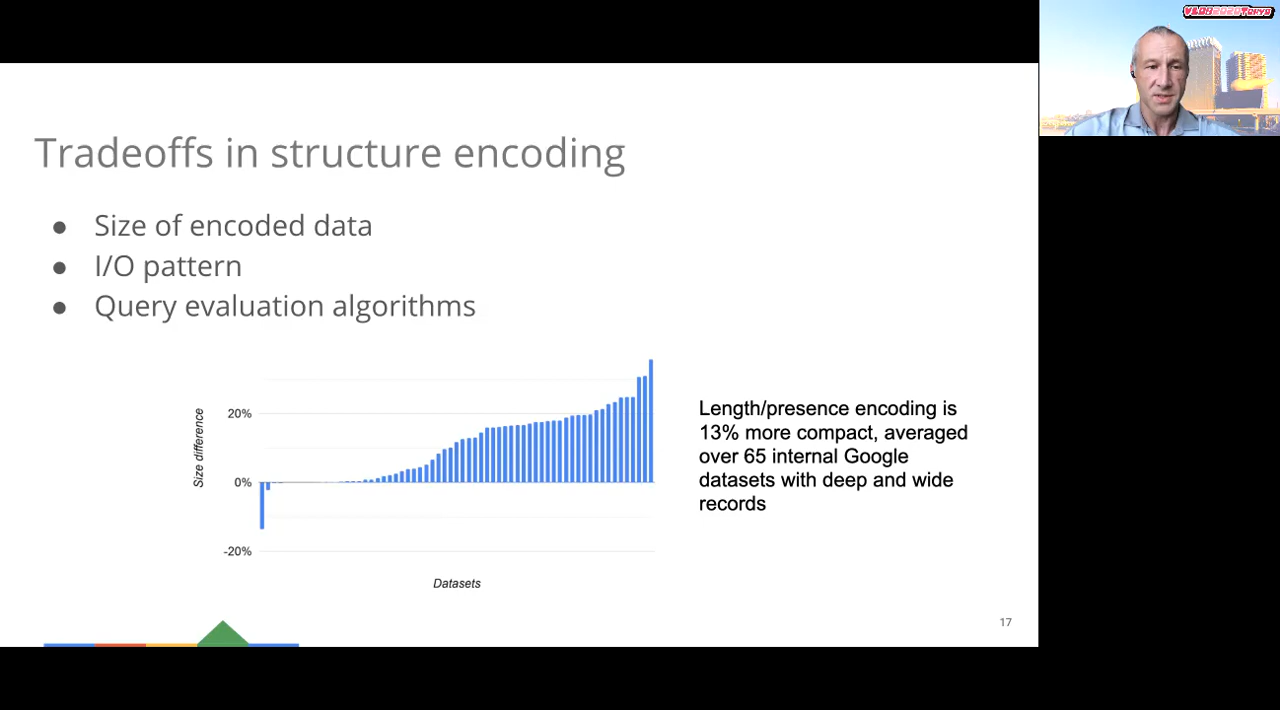 VLDB2020Tokyo
Tradeoffs in structure encoding
● Size of encoded data
● I/O pattern
● Query evaluation algorithms
20%
0%
-20%
Size difference
Datasets
Length/presence encoding is
13% more compact, averaged
over 65 internal Google
datasets with deep and wide
records
17